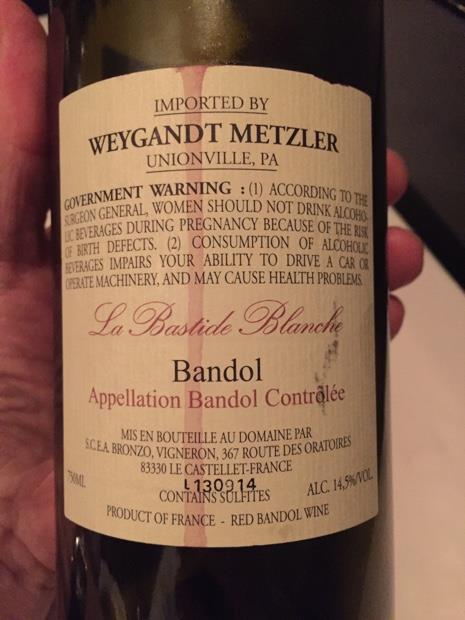 IMPORTED BY
WEYGANDT METZLER
UNIONVILLE, PA
GOVERNMENT WARNING : (1) ACCORDING TO THE
SURGEON GENERAL, WOMEN SHOULD NOT DRINK ALCOHO-
LIC BEVERAGES DURING PREGNANCY BECAUSE OF THE RISK
OF BIRTH DEFECTS. (2) CONSUMPTION OF ALCOHOLIC
BEVERAGES IMPAIRS YOUR ABILITY TO DRIVE A CAR OR
OPERATE MACHINERY, AND MAY CAUSE HEALTH PROBLEMS.
La Bastide Blanche
Bandol
Appellation Bandol Contrôlée
MIS EN BOUTEILLE AU DOMAINE PAR
S.C.E.A. BRONZO, VIGNERON, 367 ROUTE DES ORATOIRES
83330 LE CASTELLET-FRANCE
750ML L130914 ALC. 14,5%/VOL.
CONTAINS SULFITES
PRODUCT OF FRANCE - RED BANDOL WINE